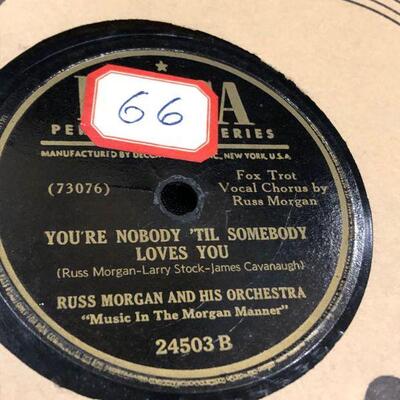 66
A
PE ERIES
MANUFACTURED BY DECCA INC., NEW YORK, U.S.A.
(73076)
Fox Trot
Vocal Chorus by
Russ Morgan
YOU'RE NOBODY 'TIL SOMEBODY
LOVES YOU
(Russ Morgan-Larry Stock-James Cavanaugh)
RUSS MORGAN AND HIS ORCHESTRA
"Music In The Morgan Manner"
24503 B